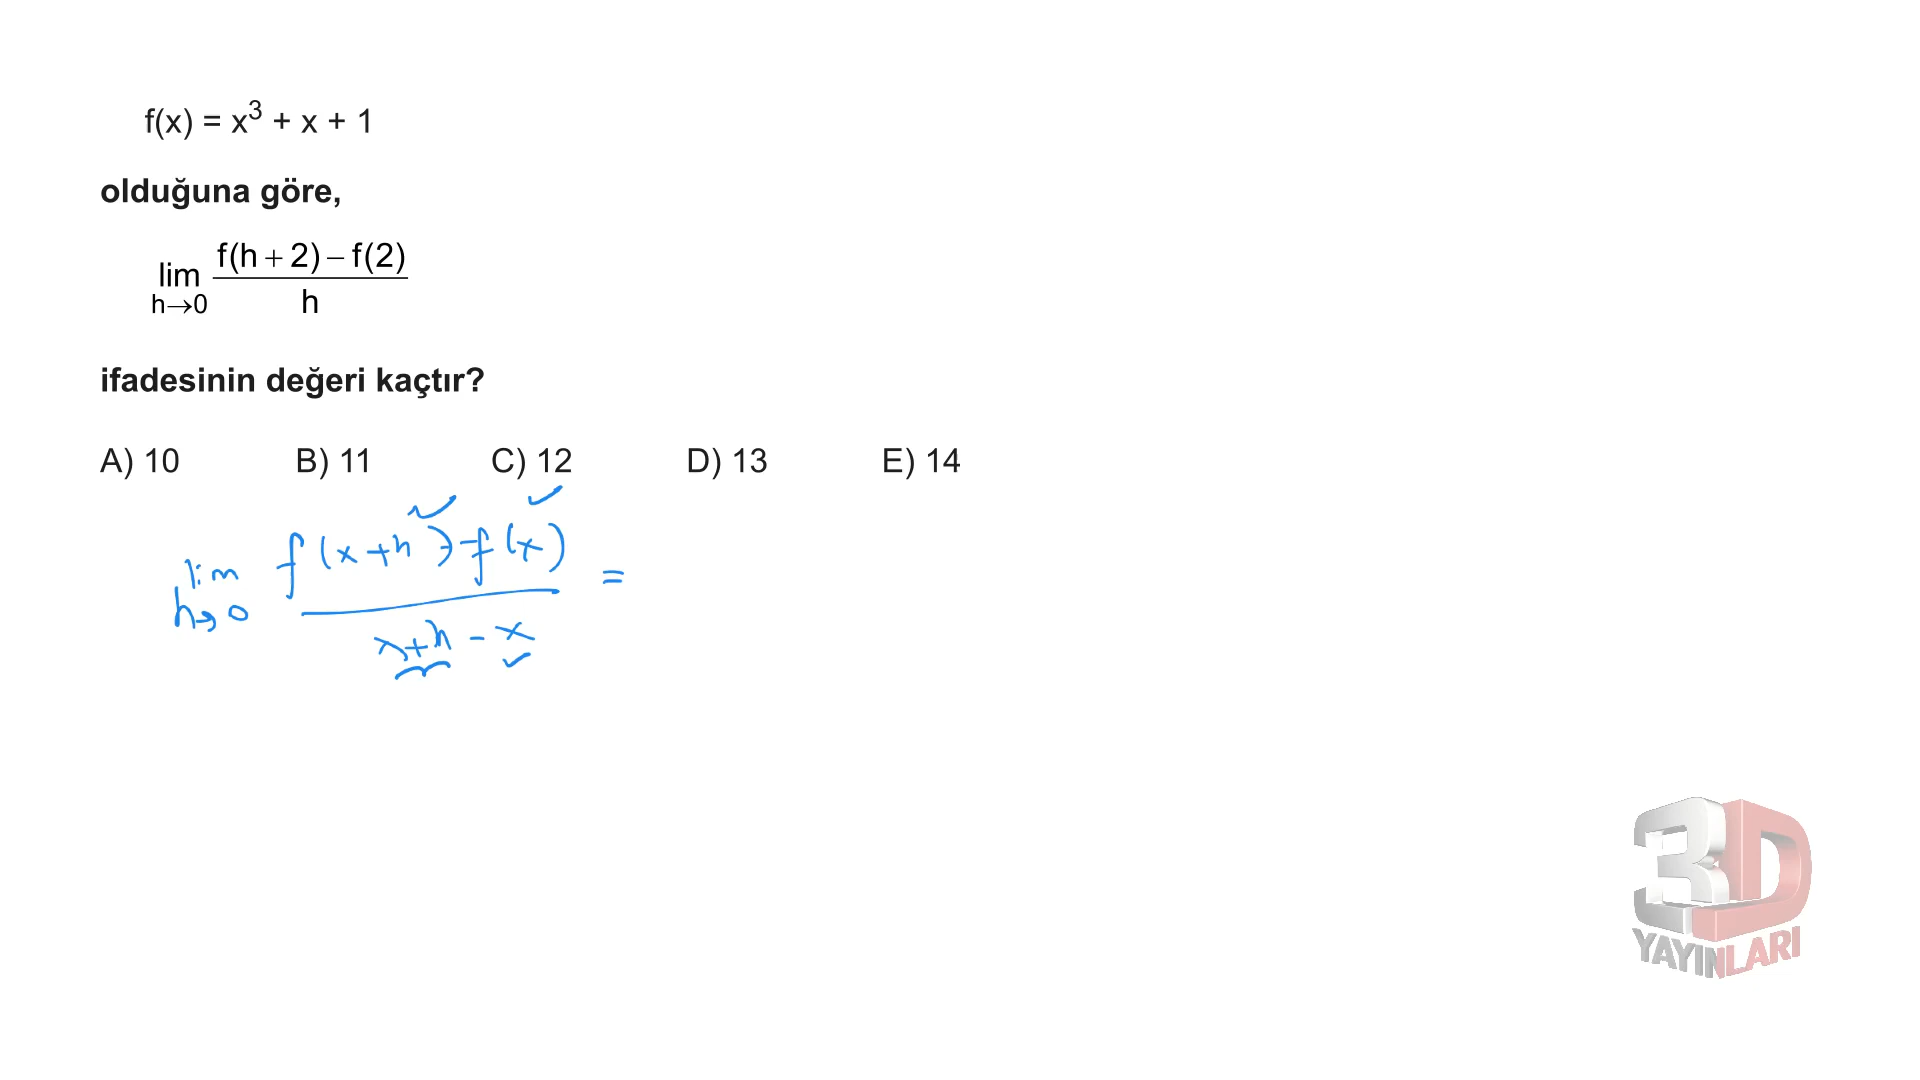 f(x) = x³ + x + 1
olduğuna göre,
lim h→0 f(h + 2) – f(2) / h
ifadesinin değeri kaçtır?
A) 10 B) 11 C) 12 D) 13 E) 14
lim h→0 f(x+h) - f(x) / x+h - x =
3D
YAYINLARI